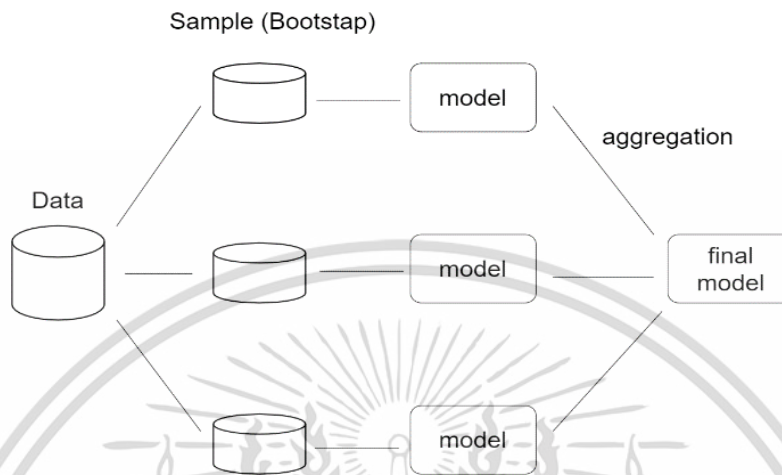 Sample (Bootstap)
model
aggregation
Data
model
final
model
model